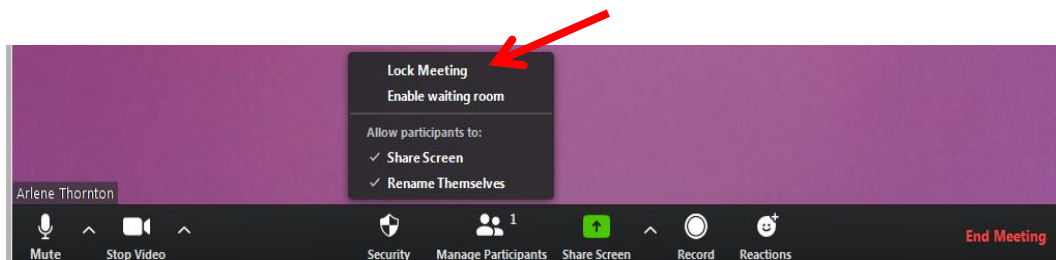 Lock Meeting
Enable waiting room
Allow participants to:
Share Screen
Rename Themselves
Arlene Thornton
1
Mute Stop Video Security Manage Participants Share Screen Record Reactions End Meeting